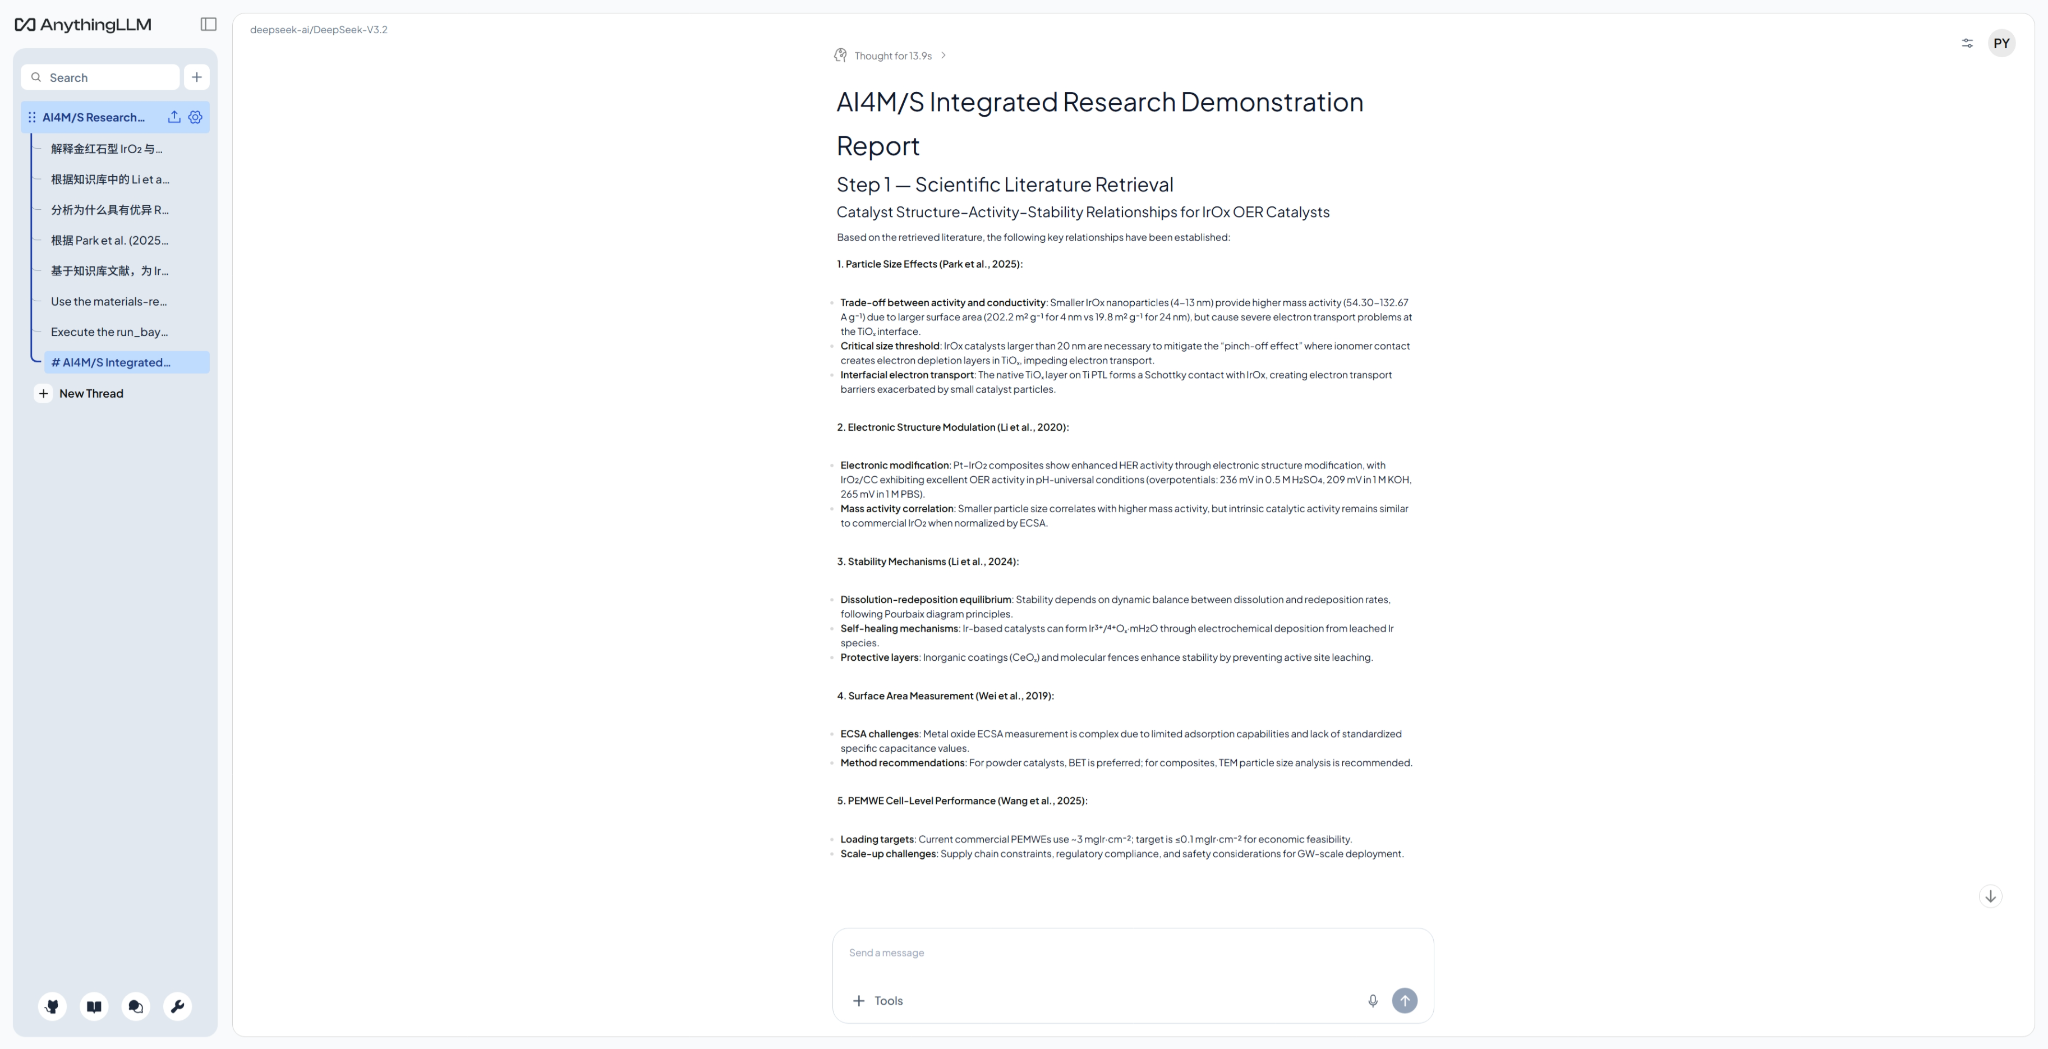 AnythingLLM
Search
AI4M/S Research...
解释金红石型 IrO₂ 与...
根据知识库中的 Li et a...
分析为什么具有优异 R...
根据 Park et al. (2025...
基于知识库文献，为 Ir...
Use the materials-re...
Execute the run_bay...
# AI4M/S Integrated...
New Thread
deepseek-ai/DeepSeek-V3.2
PY
Thought for 13.9s
AI4M/S Integrated Research Demonstration
Report
Step 1 — Scientific Literature Retrieval
Catalyst Structure–Activity–Stability Relationships for IrOx OER Catalysts
Based on the retrieved literature, the following key relationships have been established:
1. Particle Size Effects (Park et al., 2025):
Trade-off between activity and conductivity: Smaller IrOx nanoparticles (4–13 nm) provide higher mass activity (54.30–132.67
A g⁻¹) due to larger surface area (202.2 m² g⁻¹ for 4 nm vs 19.8 m² g⁻¹ for 24 nm), but cause severe electron transport problems at
the TiOₓ interface.
Critical size threshold: IrOx catalysts larger than 20 nm are necessary to mitigate the "pinch-off effect" where ionomer contact
creates electron depletion layers in TiOₓ, impeding electron transport.
Interfacial electron transport: The native TiOₓ layer on Ti PTL forms a Schottky contact with IrOx, creating electron transport
barriers exacerbated by small catalyst particles.
2. Electronic Structure Modulation (Li et al., 2020):
Electronic modification: Pt–IrO₂ composites show enhanced HER activity through electronic structure modification, with
IrO₂/CC exhibiting excellent OER activity in pH-universal conditions (overpotentials: 236 mV in 0.5 M H₂SO₄, 209 mV in 1 M KOH,
265 mV in 1 M PBS).
Mass activity correlation: Smaller particle size correlates with higher mass activity, but intrinsic catalytic activity remains similar
to commercial IrO₂ when normalized by ECSA.
3. Stability Mechanisms (Li et al., 2024):
Dissolution-redeposition equilibrium: Stability depends on dynamic balance between dissolution and redeposition rates,
following Pourbaix diagram principles.
Self-healing mechanisms: Ir-based catalysts can form Ir³⁺/⁴⁺Oₓ·mH₂O through electrochemical deposition from leached Ir
species.
Protective layers: Inorganic coatings (CeOₓ) and molecular fences enhance stability by preventing active site leaching.
4. Surface Area Measurement (Wei et al., 2019):
ECSA challenges: Metal oxide ECSA measurement is complex due to limited adsorption capabilities and lack of standardized
specific capacitance values.
Method recommendations: For powder catalysts, BET is preferred; for composites, TEM particle size analysis is recommended.
5. PEMWE Cell-Level Performance (Wang et al., 2025):
Loading targets: Current commercial PEMWEs use ~3 mgIr·cm⁻²; target is ≤0.1 mgIr·cm⁻² for economic feasibility.
Scale-up challenges: Supply chain constraints, regulatory compliance, and safety considerations for GW-scale deployment.
Send a message
Tools